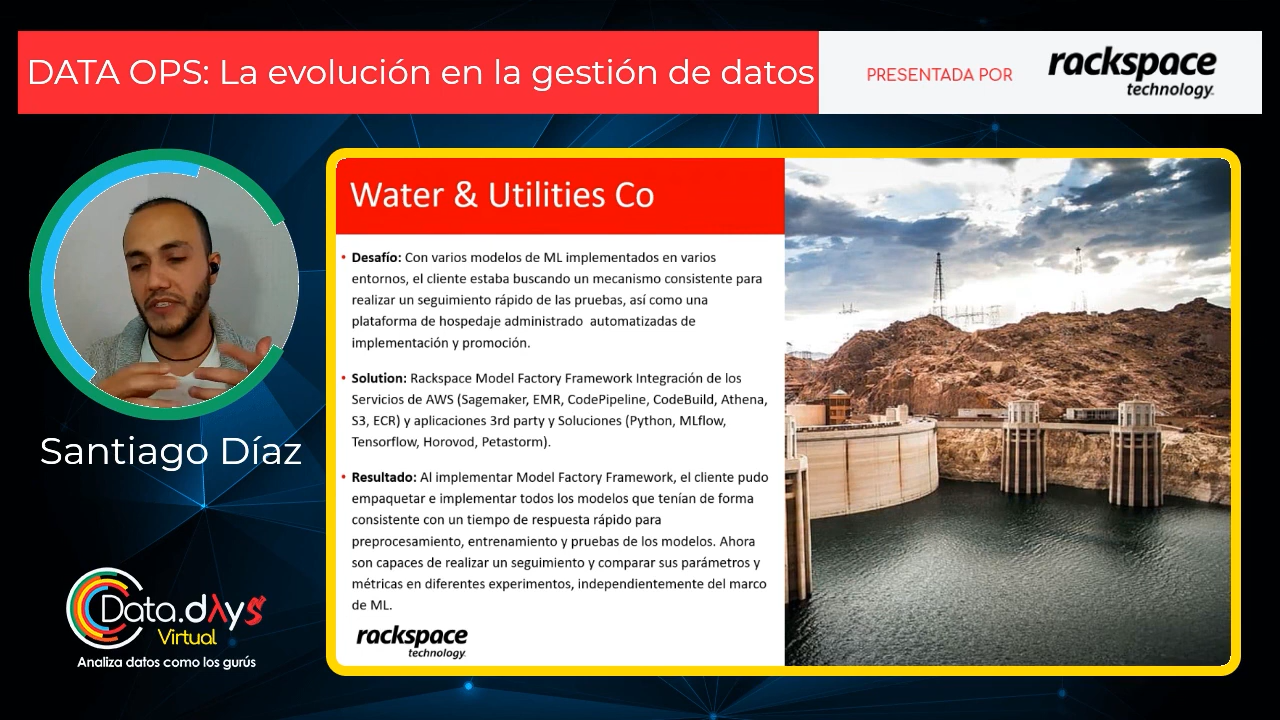 DATA OPS: La evolución en la gestión de datos
PRESENTADA POR
rackspace
technology.
Water & Utilities Co
• Desafío: Con varios modelos de ML implementados en varios
entornos, el cliente estaba buscando un mecanismo consistente para
realizar un seguimiento rápido de las pruebas, así como una
plataforma de hospedaje administrado automatizadas de
implementación y promoción.
• Solution: Rackspace Model Factory Framework Integración de los
Servicios de AWS (Sagemaker, EMR, CodePipeline, CodeBuild, Athena,
S3, ECR) y aplicaciones 3rd party y Soluciones (Python, MLflow,
Tensorflow, Horovod, Petastorm).
• Resultado: Al implementar Model Factory Framework, el cliente pudo
empaquetar e implementar todos los modelos que tenían de forma
consistente con un tiempo de respuesta rápido para
preprocesamiento, entrenamiento y pruebas de los modelos. Ahora
son capaces de realizar un seguimiento y comparar sus parámetros y
métricas en diferentes experimentos, independientemente del marco
de ML.
rackspace
technology.
Santiago Díaz
Data.dλys
Virtual
Analiza datos como los gurús